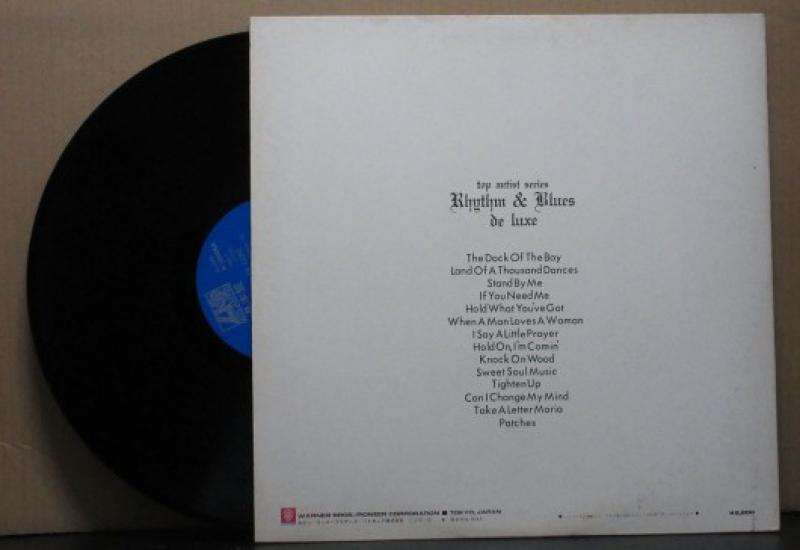 top artist series
Rhythm & Blues
de luxe
The Dock Of The Bay
Land Of A Thousand Dances
Stand By Me
If You Need Me
Hold What You've Got
When A Man Loves A Woman
I Say A Little Prayer
Hold On, I'm Comin'
Knock On Wood
Sweet Soul Music
Tighten Up
Can I Change My Mind
Take A Letter Maria
Patches
WARNER BROS.-PIONEER CORPORATION ■ TOKYO, JAPAN